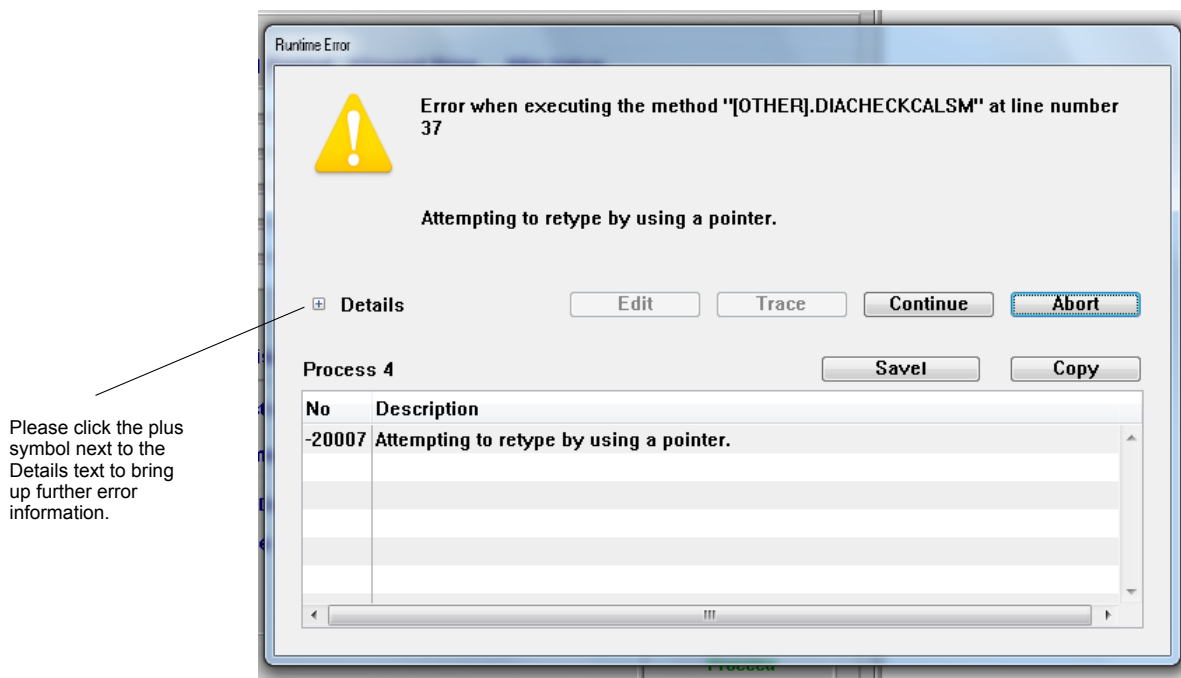 Runtime Error
Error when executing the method "[OTHER].DIACHECKCALSM" at line number
37
Attempting to retype by using a pointer.
Details
Edit
Trace
Continue
Abort
Process 4
Savel
Copy
No
Description
-20007
Attempting to retype by using a pointer.
Please click the plus
symbol next to the
Details text to bring
up further error
information.
Proceed